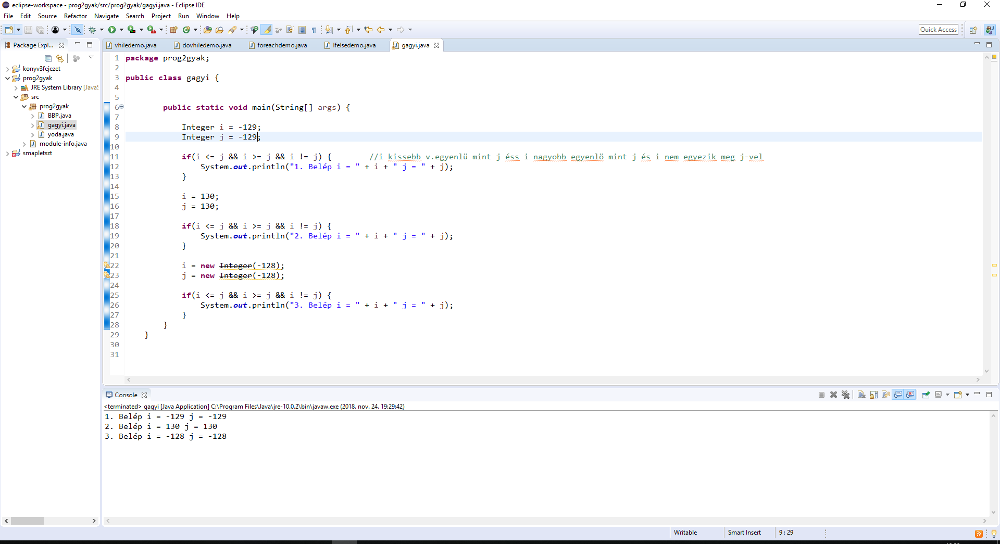 eclipse-workspace - prog2gyak/src/prog2gyak/gagyi.java - Eclipse IDE
File Edit Source Refactor Navigate Search Project Run Window Help
Quick Access
Package Expl...
konyv3fejezet
prog2gyak
JRE System Library [JavaS
src
prog2gyak
BBP.java
gagyi.java
yoda.java
module-info.java
smapletszt
vhiledemo.java dovhiledemo.java foreachdemo.java Ifelsedemo.java gagyi.java
1 package prog2gyak;
2
3 public class gagyi {
4
5
6 public static void main(String[] args) {
7
8 Integer i = -129;
9 Integer j = -129;
10
11 if(i <= j && i >= j && i != j) { //i kissebb v.egyenlü mint j éss i nagyobb egyenlö mint j és i nem egyezik meg j-vel
12 System.out.println("1. Belép i = " + i + " j = " + j);
13 }
14
15 i = 130;
16 j = 130;
17
18 if(i <= j && i >= j && i != j) {
19 System.out.println("2. Belép i = " + i + " j = " + j);
20 }
21
22 i = new Integer(-128);
23 j = new Integer(-128);
24
25 if(i <= j && i >= j && i != j) {
26 System.out.println("3. Belép i = " + i + " j = " + j);
27 }
28 }
29 }
30
31
Console
<terminated> gagyi [Java Application] C:\Program Files\Java\jre-10.0.2\bin\javaw.exe (2018. nov. 24. 19:29:42)
1. Belép i = -129 j = -129
2. Belép i = 130 j = 130
3. Belép i = -128 j = -128
Writable Smart Insert 9 : 29